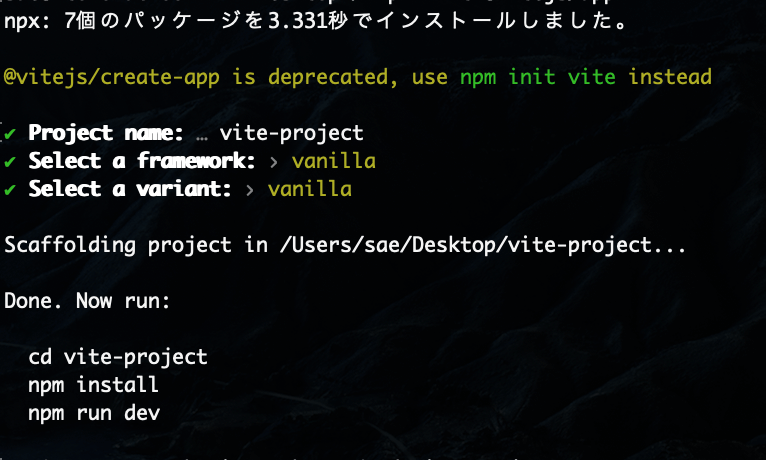 npx: 7個のパッケージを3.331秒でインストールしました。
@vitejs/create-app is deprecated, use npm init vite instead
✔ Project name: … vite-project
✔ Select a framework: › vanilla
✔ Select a variant: › vanilla
Scaffolding project in /Users/sae/Desktop/vite-project...
Done. Now run:
cd vite-project
npm install
npm run dev